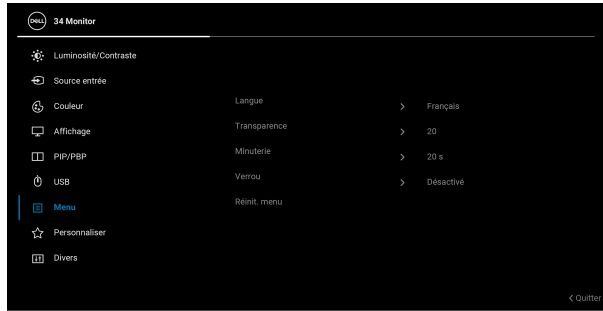 DELL 34 Monitor
Luminosité/Contraste
Source entrée
Couleur
Affichage
PIP/PBP
USB
Menu
Personnaliser
Divers
Langue Français
Transparence 20
Minuterie 20 s
Verrou Désactivé
Réinit. menu
Quitter